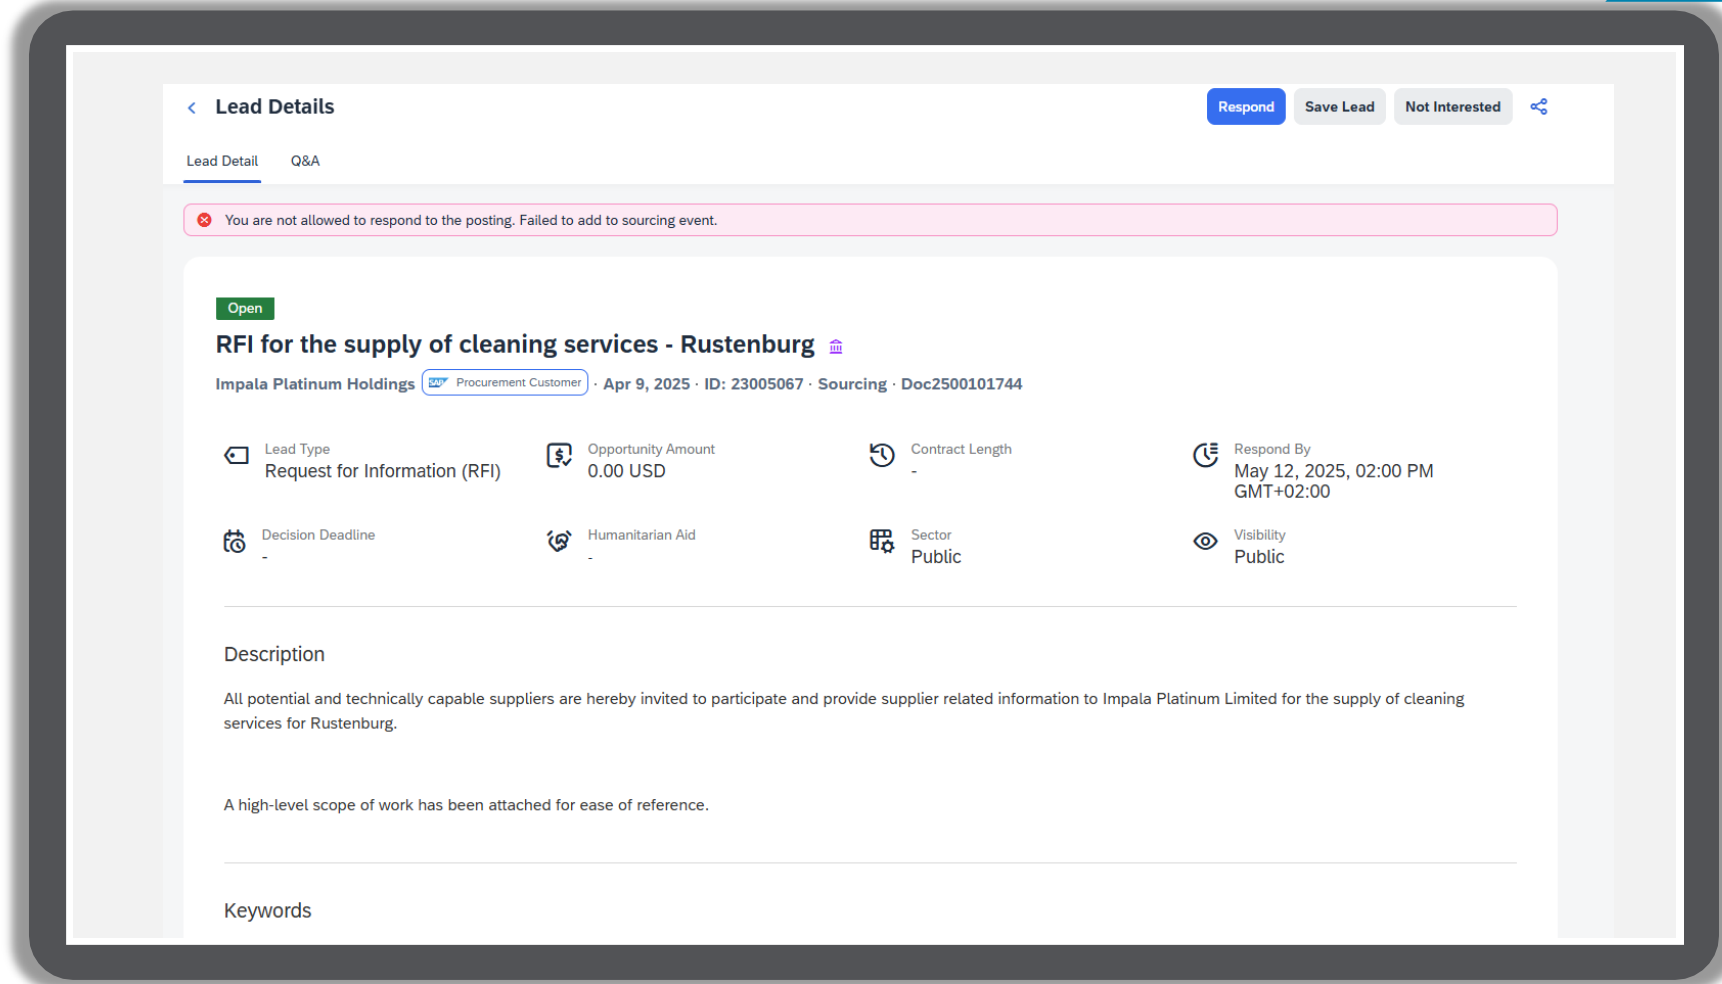 Lead Details
Respond
Save Lead
Not Interested
Lead Detail
Q&A
You are not allowed to respond to the posting. Failed to add to sourcing event.
Open
RFI for the supply of cleaning services - Rustenburg
Impala Platinum Holdings SAP Procurement Customer · Apr 9, 2025 · ID: 23005067 · Sourcing · Doc2500101744
Lead Type
Request for Information (RFI)
Opportunity Amount
0.00 USD
Contract Length
-
Respond By
May 12, 2025, 02:00 PM
GMT+02:00
Decision Deadline
-
Humanitarian Aid
-
Sector
Public
Visibility
Public
Description
All potential and technically capable suppliers are hereby invited to participate and provide supplier related information to Impala Platinum Limited for the supply of cleaning
services for Rustenburg.
A high-level scope of work has been attached for ease of reference.
Keywords